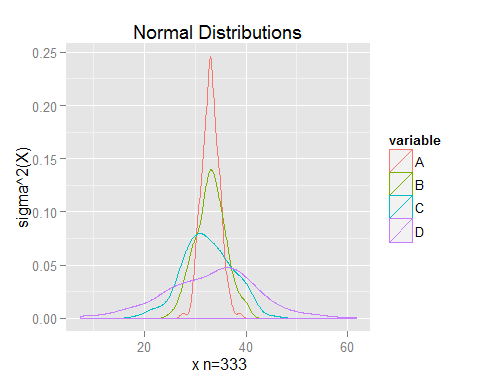 Normal Distributions
sigma^2(X)
0.25
0.20
0.15
0.10
0.05
0.00
20
40
60
x n=333
variable
A
B
C
D